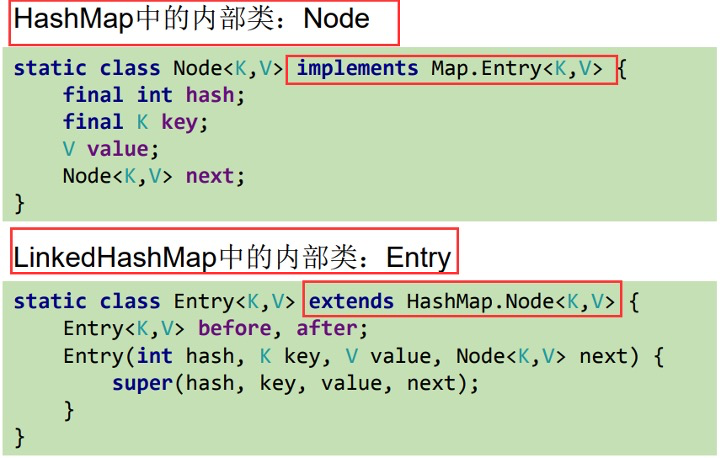 HashMap中的内部类：Node
static class Node<K,V> implements Map.Entry<K,V> {
    final int hash;
    final K key;
    V value;
    Node<K,V> next;
}
LinkedHashMap中的内部类：Entry
static class Entry<K,V> extends HashMap.Node<K,V> {
    Entry<K,V> before, after;
    Entry(int hash, K key, V value, Node<K,V> next) {
        super(hash, key, value, next);
    }
}